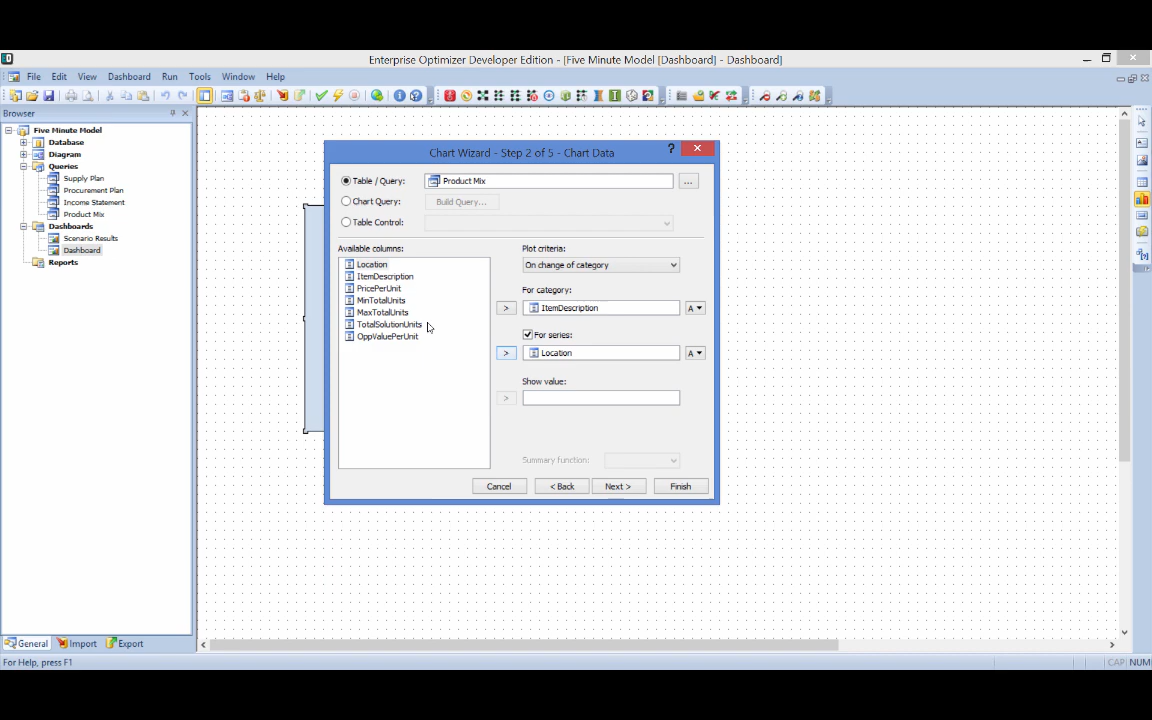 Enterprise Optimizer Developer Edition - [Five Minute Model [Dashboard] - Dashboard]
File Edit View Dashboard Run Tools Window Help
Browser
Five Minute Model
Database
Diagram
Queries
Supply Plan
Procurement Plan
Income Statement
Product Mix
Dashboards
Scenario Results
Dashboard
Reports
Chart Wizard - Step 2 of 5 - Chart Data
Table / Query: Product Mix ...
Chart Query: Build Query...
Table Control:
Available columns:
Location
ItemDescription
PricePerUnit
MinTotalUnits
MaxTotalUnits
TotalSolutionUnits
OppValuePerUnit
Plot criteria:
On change of category
For category:
> ItemDescription A
For series:
> Location A
Show value:
>
Summary function:
Cancel < Back Next > Finish
General Import Export
For Help, press F1
CAP NUM